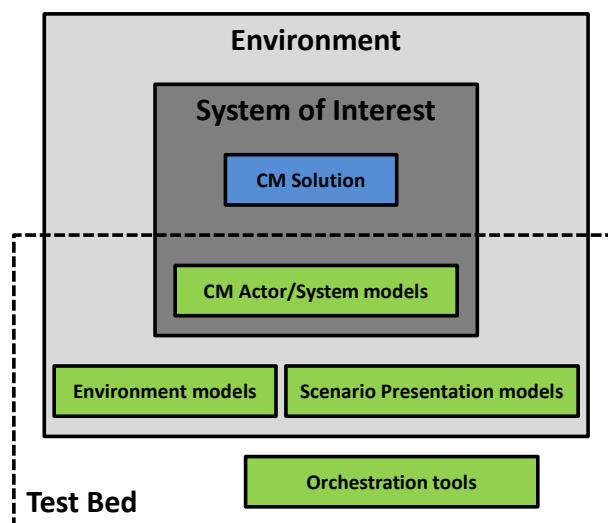 Environment
System of Interest
CM Solution
CM Actor/System models
Environment models
Scenario Presentation models
Orchestration tools
Test Bed